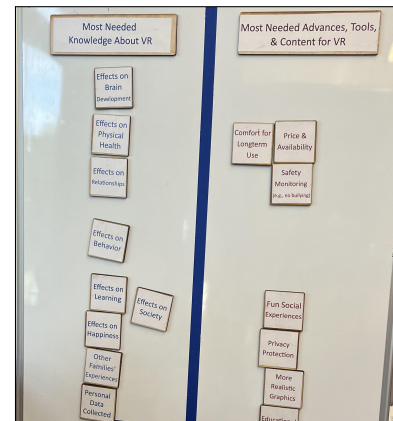 Most Needed
Knowledge About VR
Effects on
Brain
Development
Effects on
Physical
Health
Effects on
Relationships
Effects on
Behavior
Effects on
Learning
Effects on
Society
Effects on
Happiness
Other
Families'
Experiences
Personal
Data
Collected
Most Needed Advances, Tools,
& Content for VR
Comfort for
Longterm
Use
Price &
Availability
Safety
Monitoring
(e.g., no bullying)
Fun Social
Experiences
Privacy
Protection
More
Realistic
Graphics